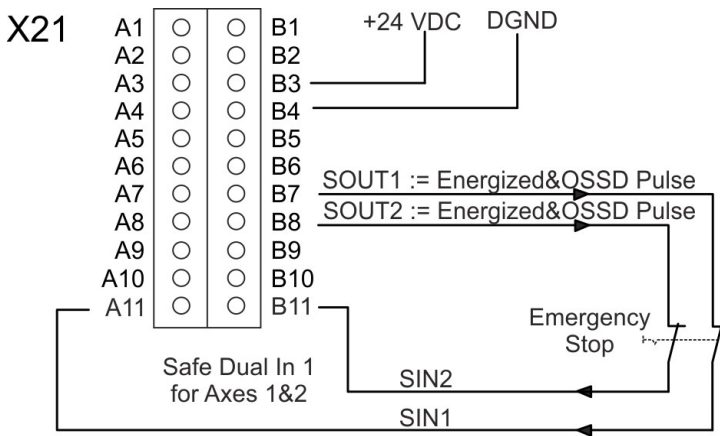 X21
+24 VDC DGND
A1 B1
A2 B2
A3 B3
A4 B4
A5 B5
A6 B6
A7 B7
A8 B8
A9 B9
A10 B10
A11 B11
SOUT1 := Energized&OSSD Pulse
SOUT2 := Energized&OSSD Pulse
Emergency
Stop
Safe Dual In 1
for Axes 1&2
SIN2
SIN1